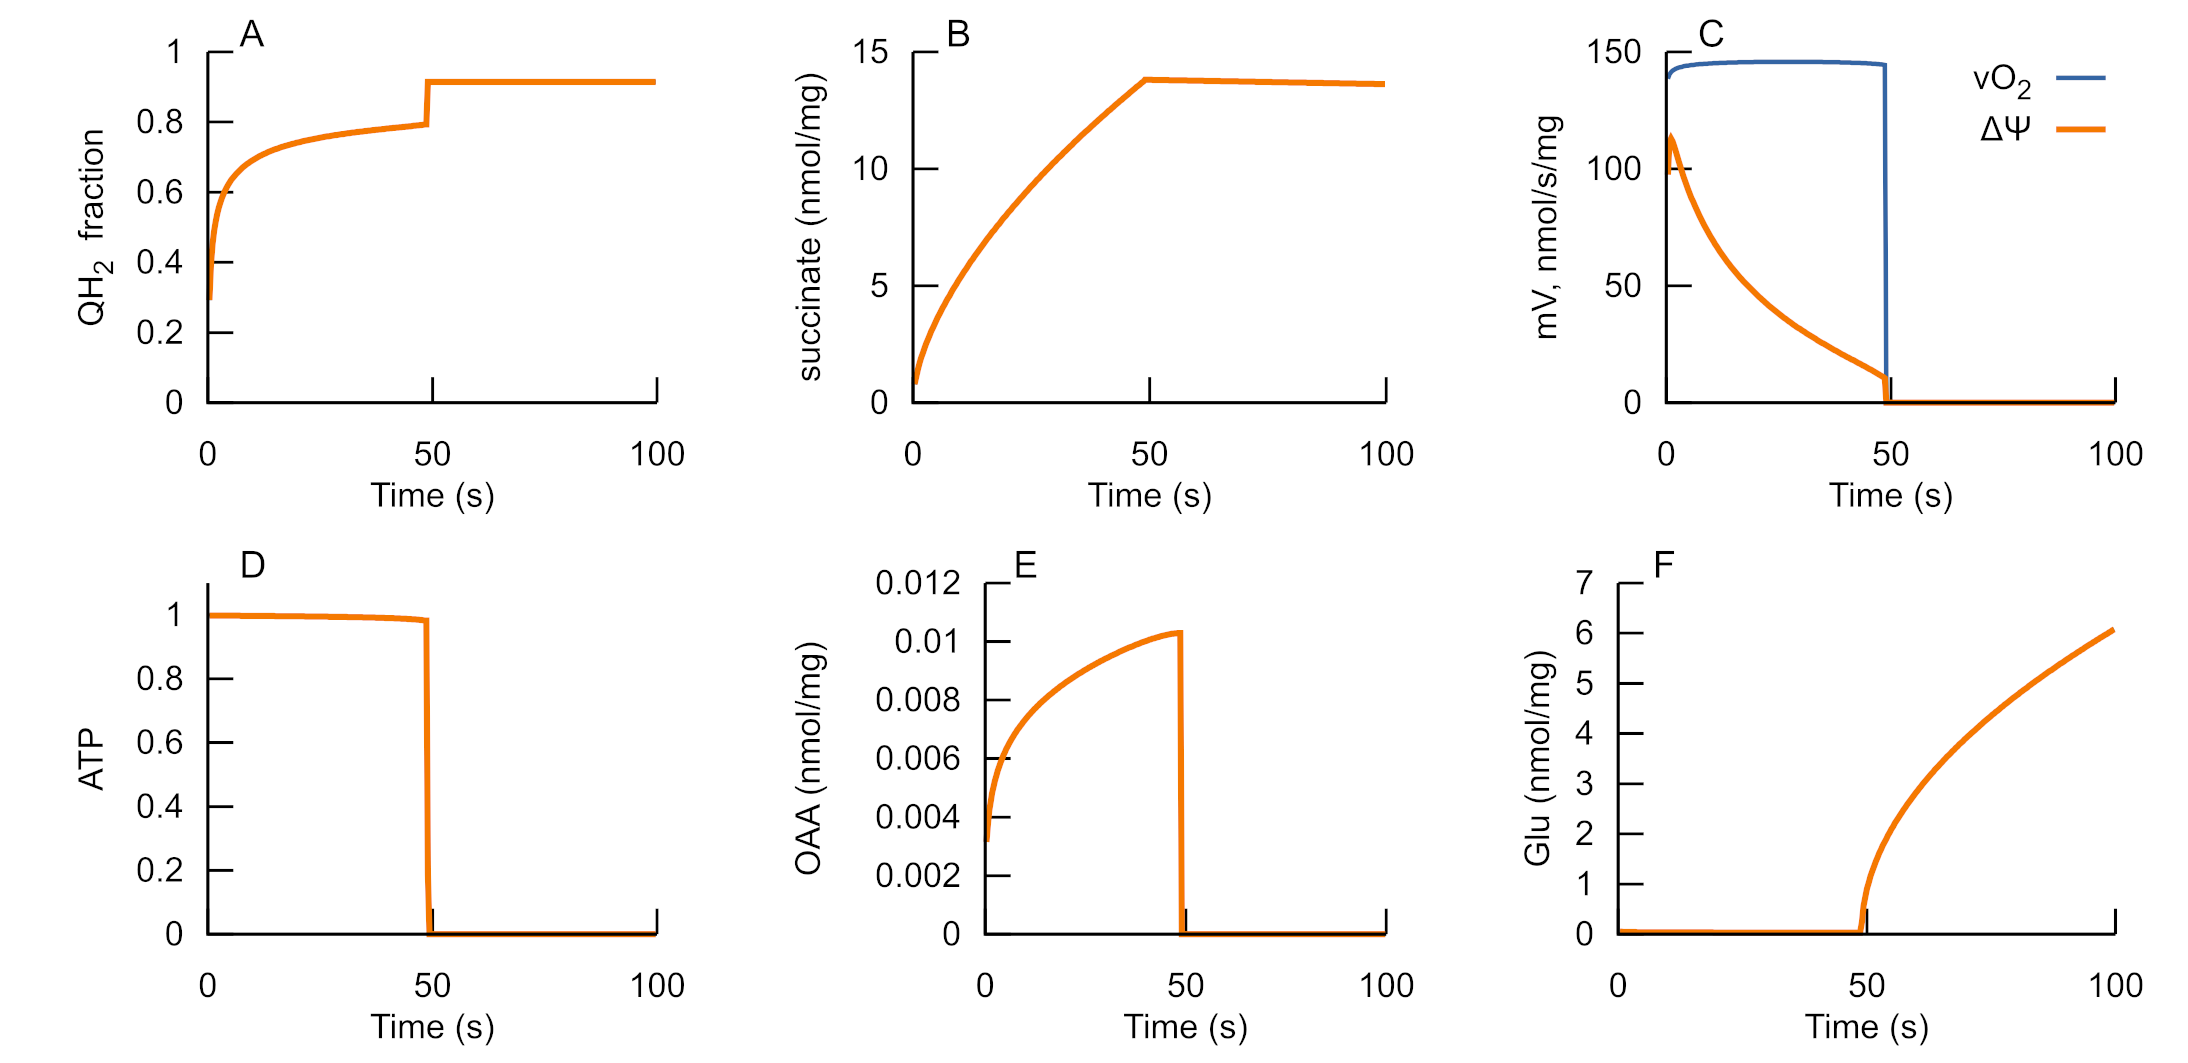 A
QH2 fraction
1
0.8
0.6
0.4
0.2
0
0 50 100
Time (s)
B
succinate (nmol/mg)
15
10
5
0
0 50 100
Time (s)
C
mV, nmol/s/mg
150
100
50
0
vO2
ΔΨ
0 50 100
Time (s)
D
ATP
1
0.8
0.6
0.4
0.2
0
0 50 100
Time (s)
E
OAA (nmol/mg)
0.012
0.01
0.008
0.006
0.004
0.002
0
0 50 100
Time (s)
F
Glu (nmol/mg)
7
6
5
4
3
2
1
0
0 50 100
Time (s)